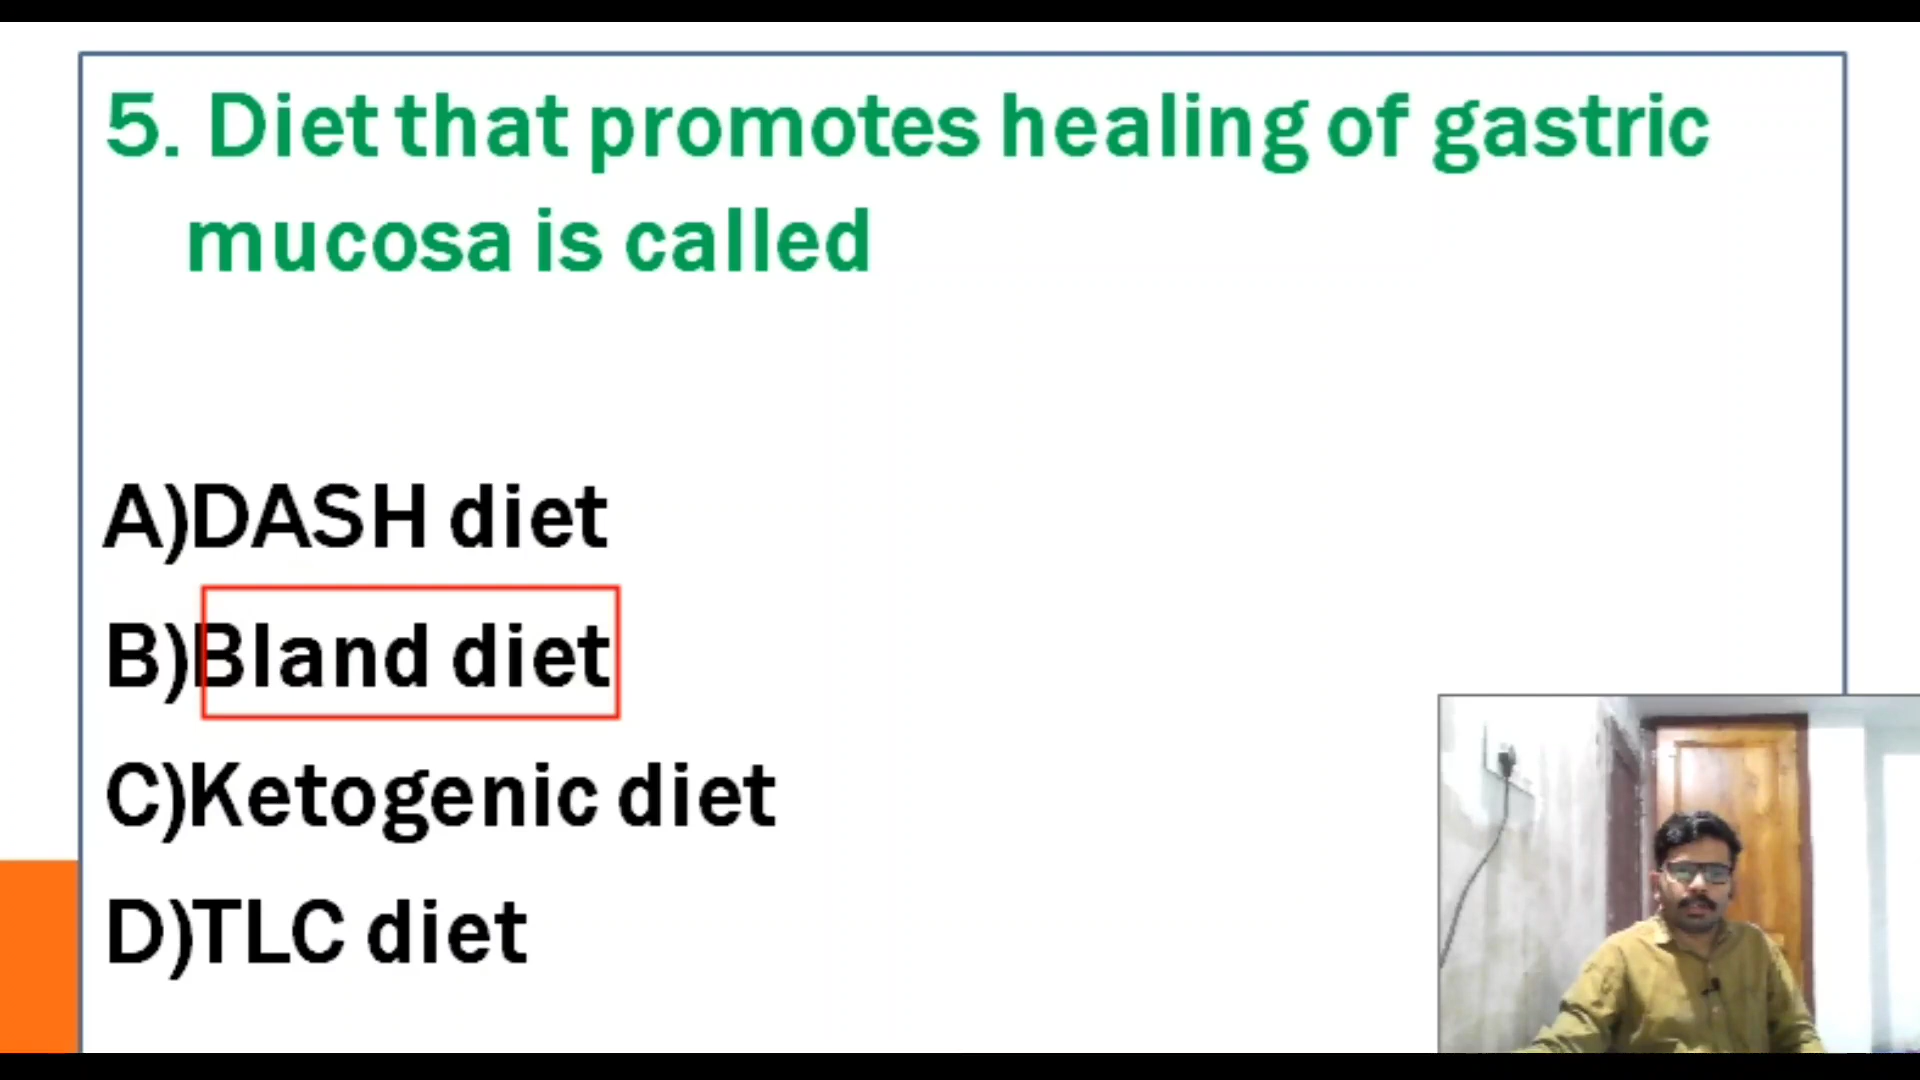 5. Diet that promotes healing of gastric
mucosa is called
A)DASH diet
B)Bland diet
C)Ketogenic diet
D)TLC diet